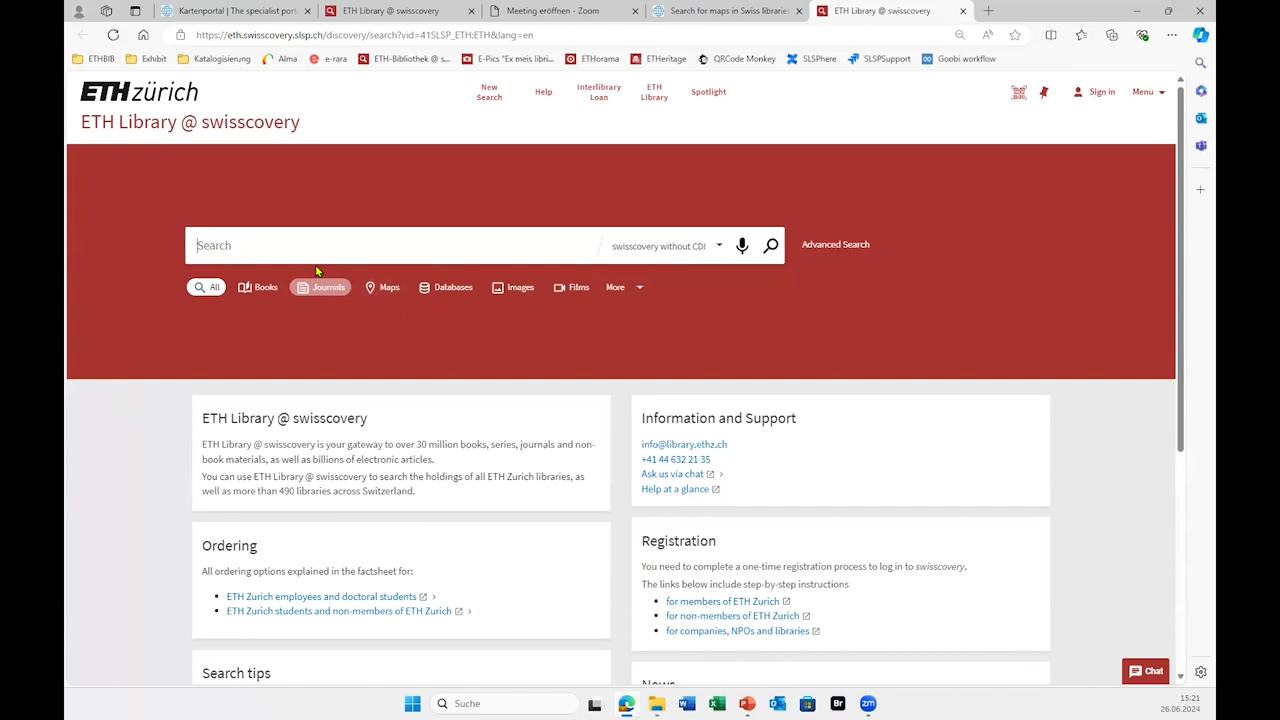 Kartenportal | The specialist port
ETH Library @ swisscovery
Meeting eröffnen - Zoom
Search for maps in Swiss libraries
ETH Library @ swisscovery
https://eth.swisscovery.slsp.ch/discovery/search?vid=41SLSP_ETH:ETH&lang=en
ETHBIB
Exhibit
Katalogisierung
Alma
e-rara
ETH-Bibliothek @ s...
E-Pics "Ex meis libri...
ETHorama
ETHeritage
QRCode Monkey
SLSPhere
SLSPSupport
Goobi workflow
ETH zürich
ETH Library @ swisscovery
New Search
Help
Interlibrary Loan
ETH Library
Spotlight
Sign in
Menu
Search
swisscovery without CDI
Advanced Search
All
Books
Journals
Maps
Databases
Images
Films
More
ETH Library @ swisscovery
ETH Library @ swisscovery is your gateway to over 30 million books, series, journals and non-
book materials, as well as billions of electronic articles.
You can use ETH Library @ swisscovery to search the holdings of all ETH Zurich libraries, as
well as more than 490 libraries across Switzerland.
Information and Support
info@library.ethz.ch
+41 44 632 21 35
Ask us via chat
Help at a glance
Ordering
All ordering options explained in the factsheet for:
ETH Zurich employees and doctoral students
ETH Zurich students and non-members of ETH Zurich
Registration
You need to complete a one-time registration process to log in to swisscovery.
The links below include step-by-step instructions
for members of ETH Zurich
for non-members of ETH Zurich
for companies, NPOs and libraries
Search tips
News
Chat
Suche
Br
zm
15:21
26.06.2024